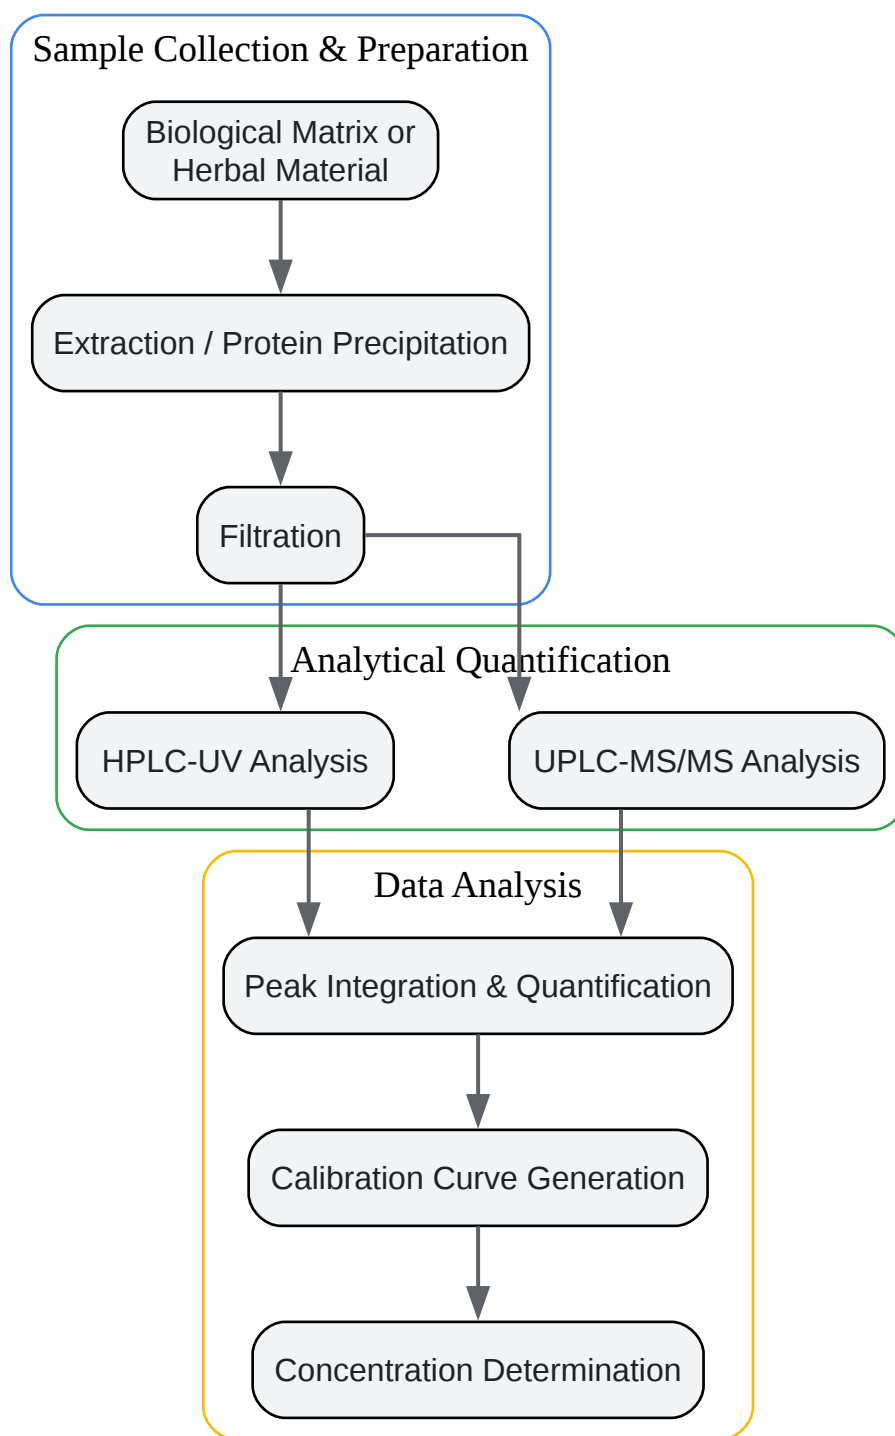 Sample Collection & Preparation
Biological Matrix or
Herbal Material
Extraction / Protein Precipitation
Filtration
Analytical Quantification
HPLC-UV Analysis
UPLC-MS/MS Analysis
Data Analysis
Peak Integration & Quantification
Calibration Curve Generation
Concentration Determination